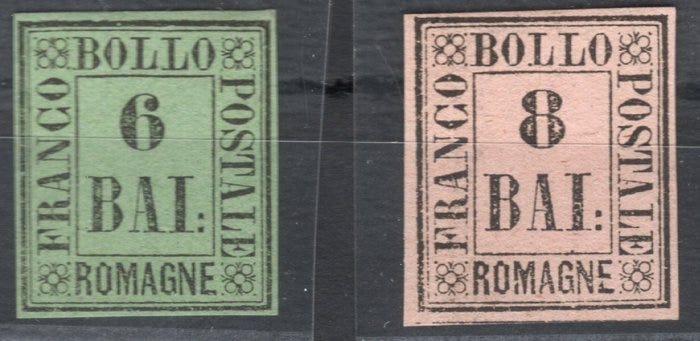 BOLLO
FRANCO
6
BAI:
POSTALE
ROMAGNE
BOLLO
FRANCO
8
BAI:
POSTALE
ROMAGNE